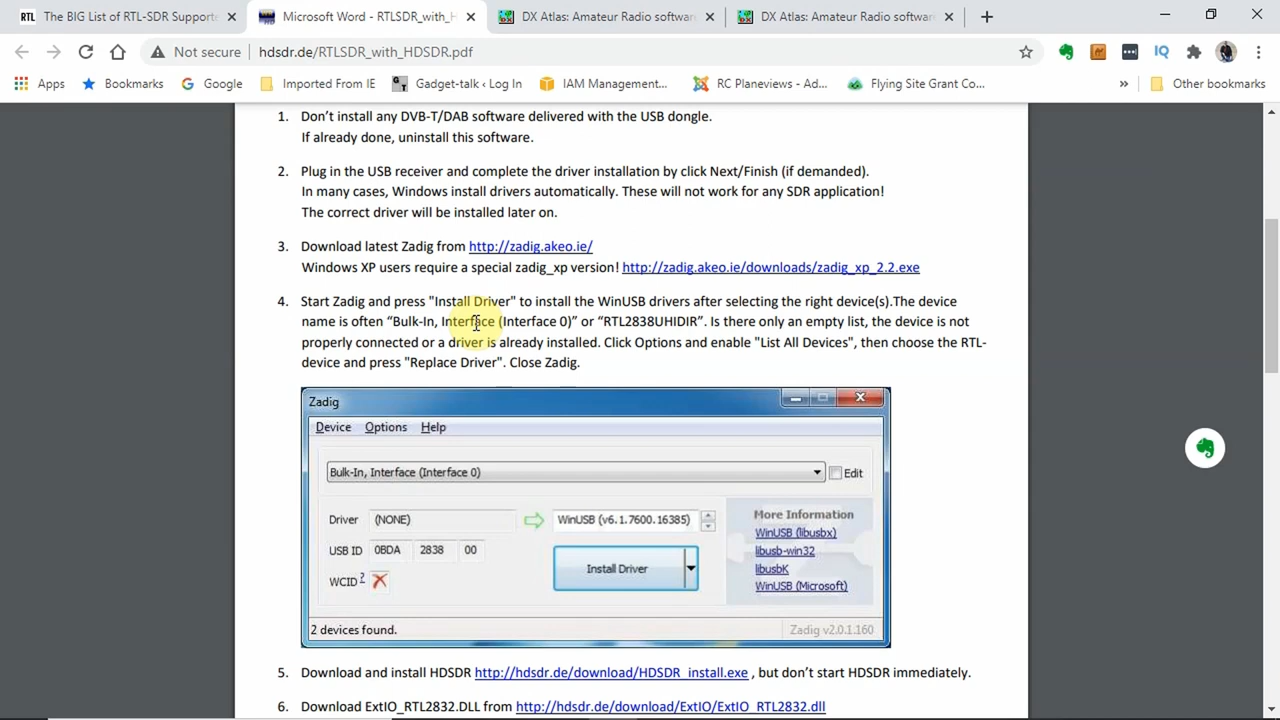 The BIG List of RTL-SDR Supporte
Microsoft Word - RTLSDR_with_H
DX Atlas: Amateur Radio software
DX Atlas: Amateur Radio software
Not secure
hdsdr.de/RTLSDR_with_HDSDR.pdf
IQ
Apps
Bookmarks
Google
Imported From IE
Gadget-talk ‹ Log In
IAM Management...
RC Planeviews - Ad...
Flying Site Grant Co...
»
Other bookmarks
1. Don't install any DVB-T/DAB software delivered with the USB dongle.
If already done, uninstall this software.
2. Plug in the USB receiver and complete the driver installation by click Next/Finish (if demanded).
In many cases, Windows install drivers automatically. These will not work for any SDR application!
The correct driver will be installed later on.
3. Download latest Zadig from http://zadig.akeo.ie/
Windows XP users require a special zadig_xp version! http://zadig.akeo.ie/downloads/zadig_xp_2.2.exe
4. Start Zadig and press "Install Driver" to install the WinUSB drivers after selecting the right device(s).The device
name is often “Bulk-In, Interface (Interface 0)” or “RTL2838UHIDIR”. Is there only an empty list, the device is not
properly connected or a driver is already installed. Click Options and enable "List All Devices", then choose the RTL-
device and press "Replace Driver". Close Zadig.
Zadig
Device Options Help
Bulk-In, Interface (Interface 0)
Edit
Driver (NONE)
WinUSB (v6.1.7600.16385)
USB ID 0BDA 2838 00
WCID ?
Install Driver
More Information
WinUSB (libusbx)
libusb-win32
libusbK
WinUSB (Microsoft)
2 devices found.
Zadig v2.0.1.160
5. Download and install HDSDR http://hdsdr.de/download/HDSDR_install.exe , but don't start HDSDR immediately.
6. Download ExtIO_RTL2832.DLL from http://hdsdr.de/download/ExtIO/ExtIO_RTL2832.dll